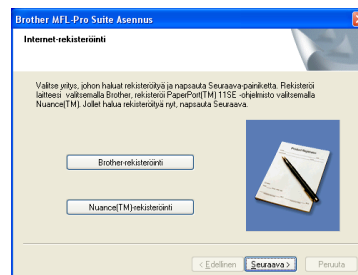 Brother MFL-Pro Suite Asennus
Internet-rekisteröinti
Valitse yritys, johon haluat rekisteröityä ja napsauta Seuraava-painiketta. Rekisteröi
laitteesi valitsemalla Brother, rekisteröi PaperPort(TM) 11SE -ohjelmisto valitsemalla
Nuance(TM). Jollet halua rekisteröityä nyt, napsauta Seuraava.
Brother-rekisteröinti
Nuance(TM)-rekisteröinti
< Edellinen
Seuraava >
Peruuta